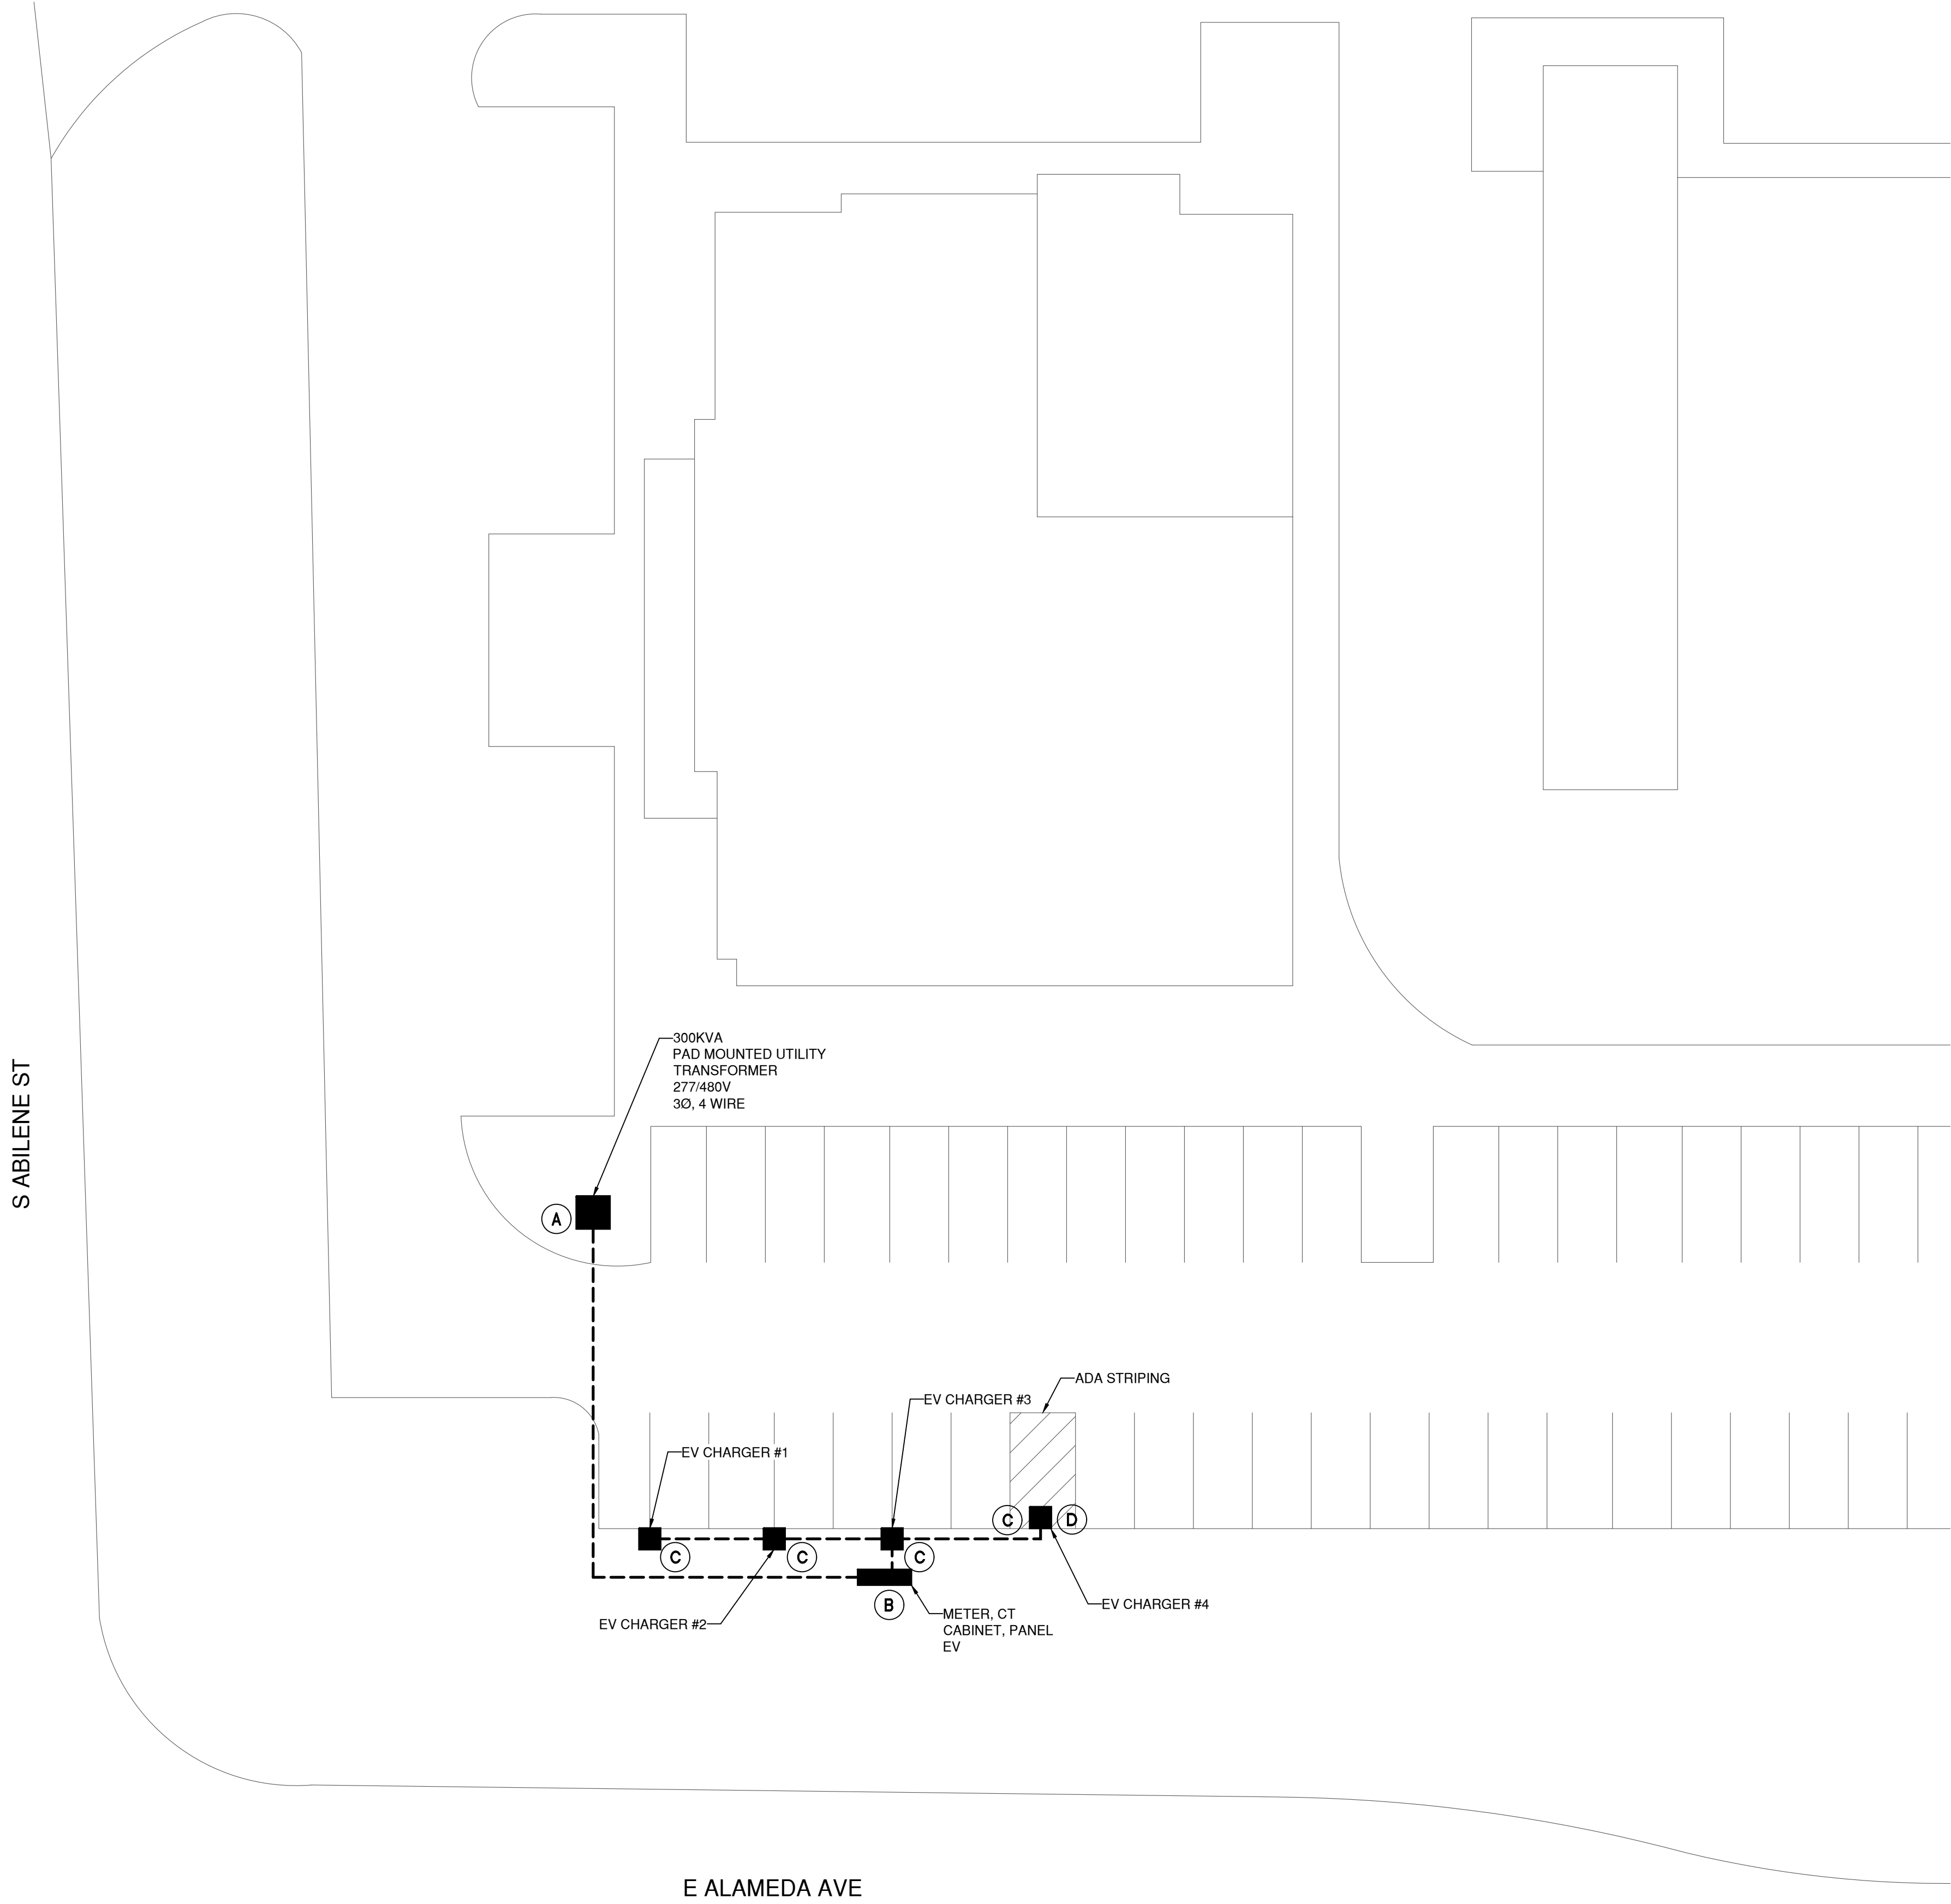 300KVA
PAD MOUNTED UTILITY
TRANSFORMER
277/480V
3Ø, 4 WIRE
S ABILENE ST
A
ADA STRIPING
EV CHARGER #3
EV CHARGER #1
C
D
C
C
C
B
EV CHARGER #4
METER, CT
CABINET, PANEL
EV
EV CHARGER #2
E ALAMEDA AVE